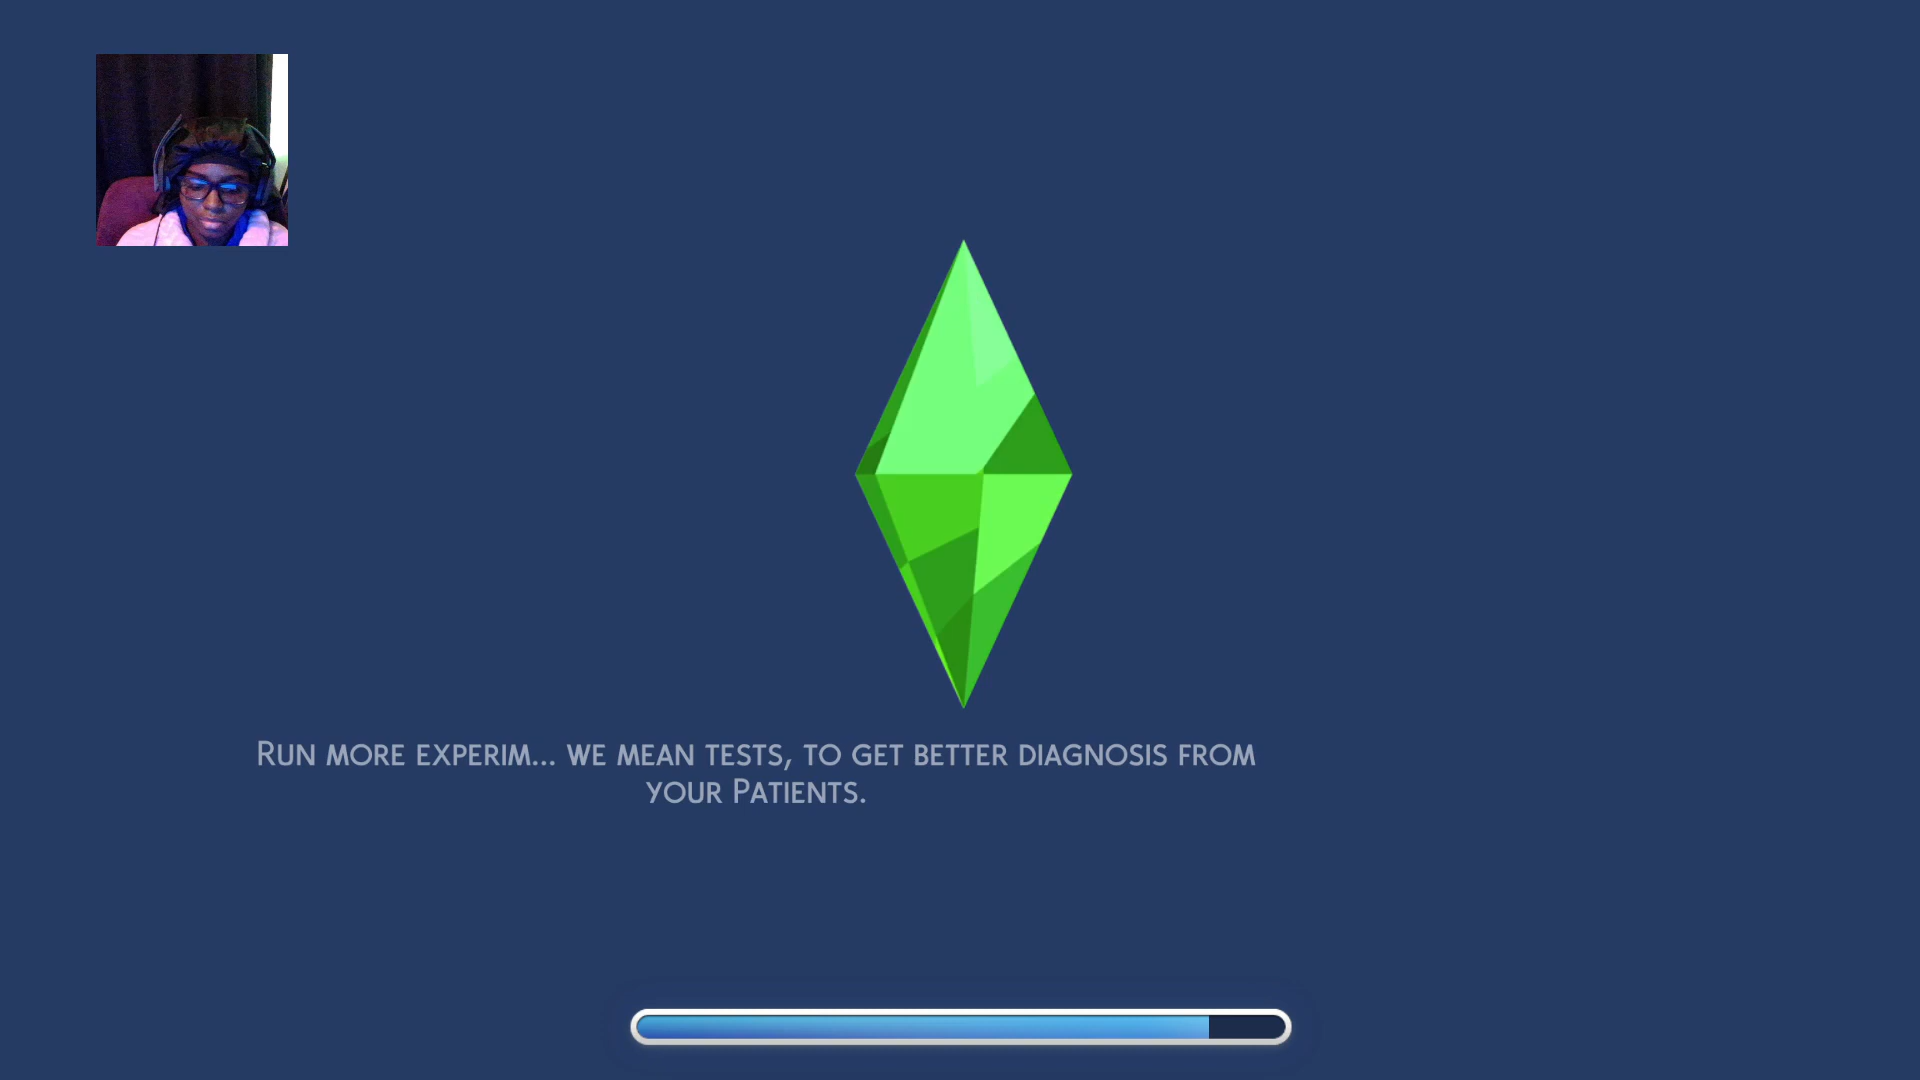 Run more experim... we mean tests, to get better diagnosis from
your Patients.